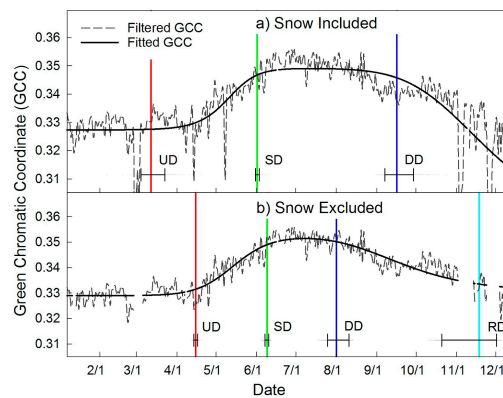 Green Chromatic Coordinate (GCC)
Filtered GCC
Fitted GCC
a) Snow Included
0.36
0.35
0.34
0.33
0.32
0.31
UD
SD
DD
b) Snow Excluded
0.36
0.35
0.34
0.33
0.32
0.31
UD
SD
DD
RD
2/1 3/1 4/1 5/1 6/1 7/1 8/1 9/1 10/1 11/1 12/1
Date